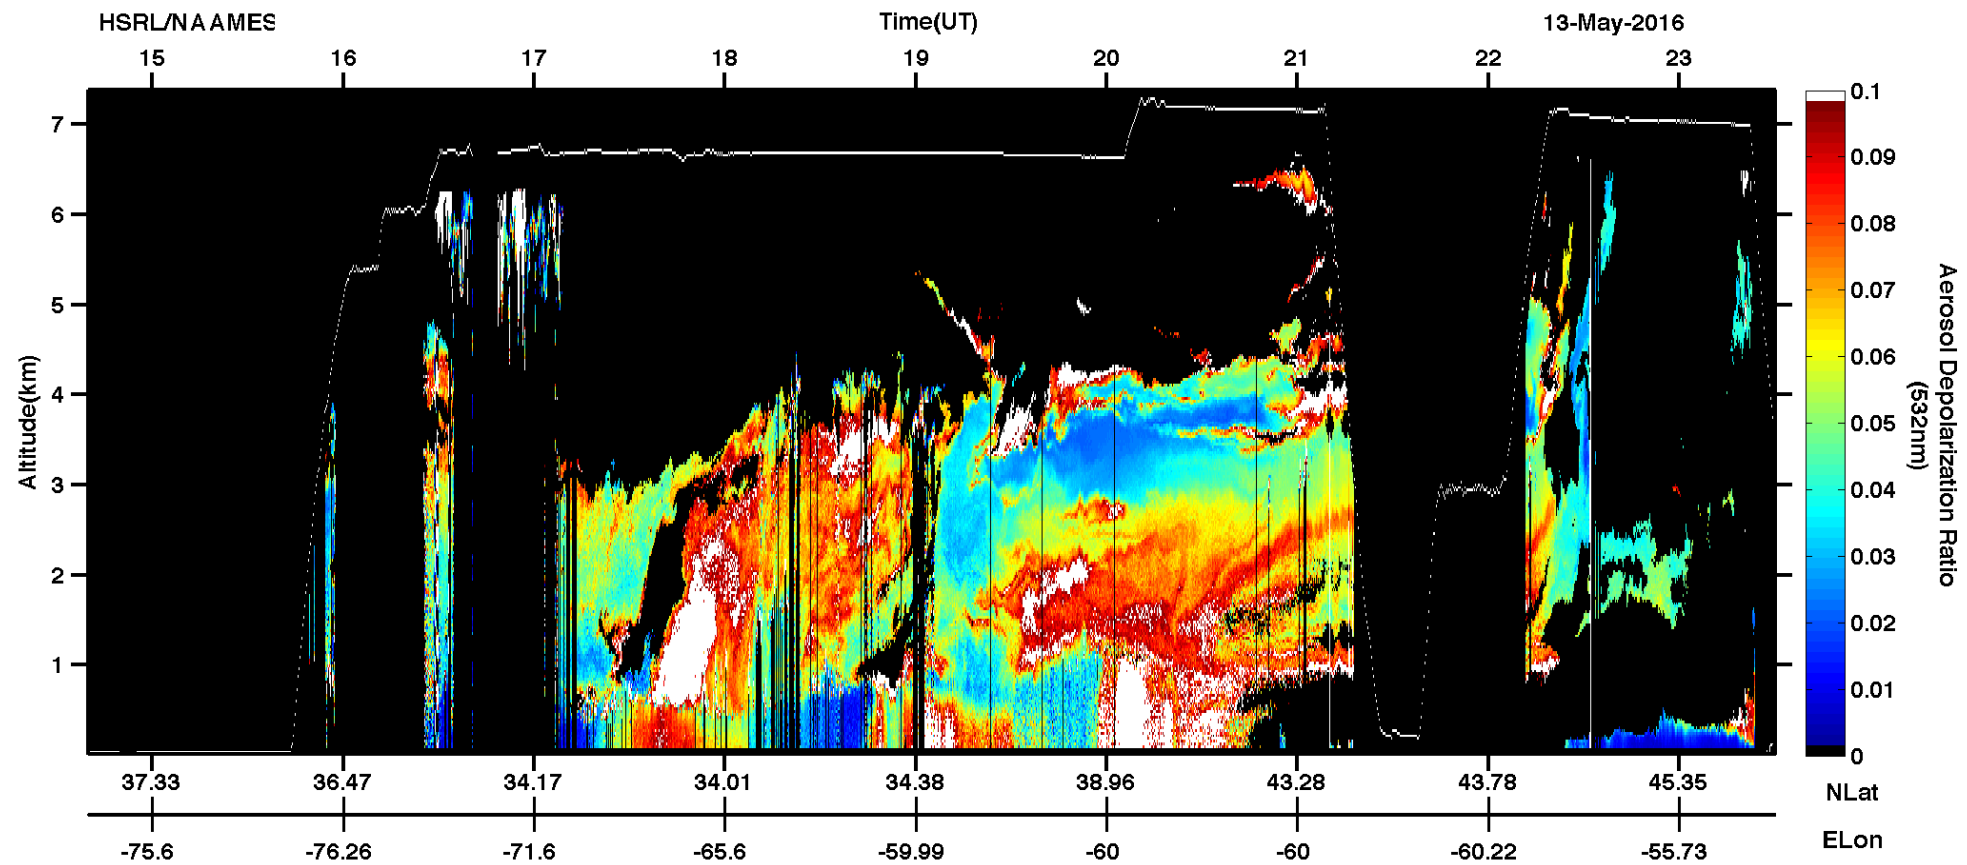 HSRL/NAAMES Time(UT) 13-May-2016
15 16 17 18 19 20 21 22 23
0.1
7
0.09
0.08
6
0.07
5
0.06
Altitude(km)
4
0.05
Aerosol Depolarization Ratio
(532nm)
3
0.04
0.03
2
0.02
1
0.01
0
37.33 36.47 34.17 34.01 34.38 38.96 43.28 43.78 45.35 NLat
-75.6 -76.26 -71.6 -65.6 -59.99 -60 -60 -60.22 -55.73 ELon